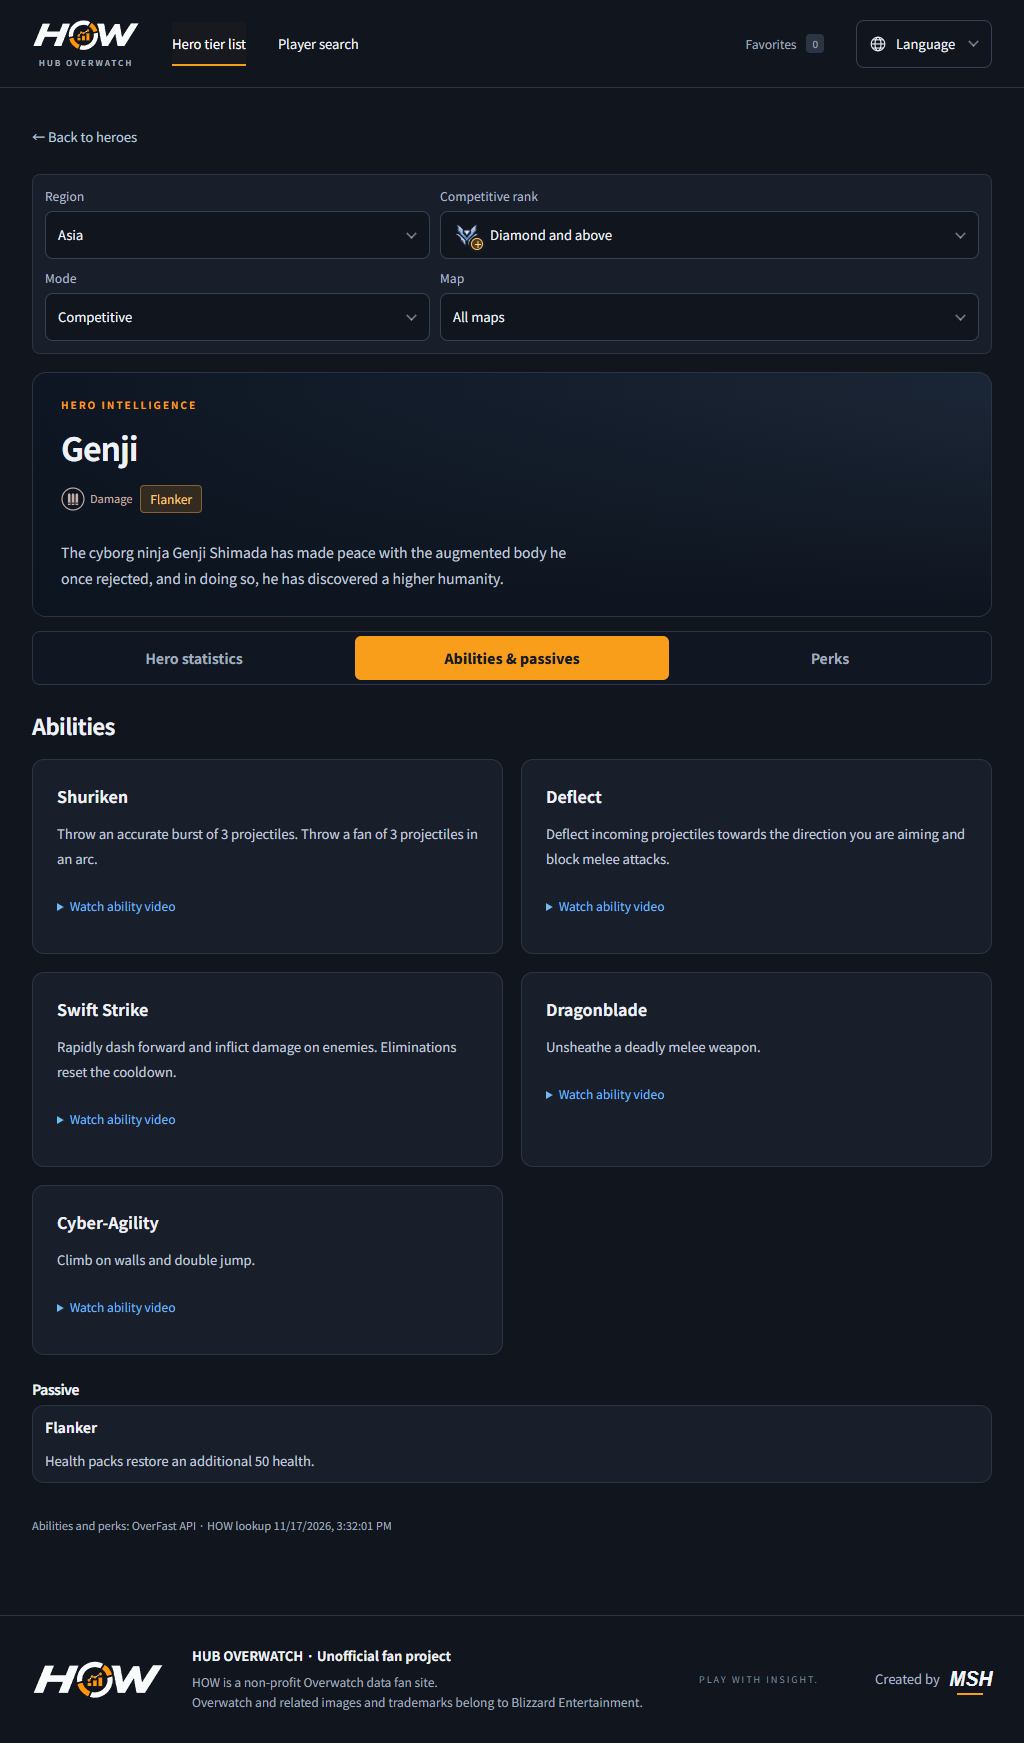 HOW
HUB OVERWATCH
Hero tier list
Player search
Favorites 0
Language
← Back to heroes
Region
Competitive rank
Asia
Diamond and above
Mode
Map
Competitive
All maps
HERO INTELLIGENCE
Genji
Damage
Flanker
The cyborg ninja Genji Shimada has made peace with the augmented body he
once rejected, and in doing so, he has discovered a higher humanity.
Hero statistics
Abilities & passives
Perks
Abilities
Shuriken
Throw an accurate burst of 3 projectiles. Throw a fan of 3 projectiles in
an arc.
Watch ability video
Deflect
Deflect incoming projectiles towards the direction you are aiming and
block melee attacks.
Watch ability video
Swift Strike
Rapidly dash forward and inflict damage on enemies. Eliminations
reset the cooldown.
Watch ability video
Dragonblade
Unsheathe a deadly melee weapon.
Watch ability video
Cyber-Agility
Climb on walls and double jump.
Watch ability video
Passive
Flanker
Health packs restore an additional 50 health.
Abilities and perks: OverFast API · HOW lookup 11/17/2026, 3:32:01 PM
HOW
HUB OVERWATCH · Unofficial fan project
HOW is a non-profit Overwatch data fan site.
Overwatch and related images and trademarks belong to Blizzard Entertainment.
PLAY WITH INSIGHT.
Created by MSH